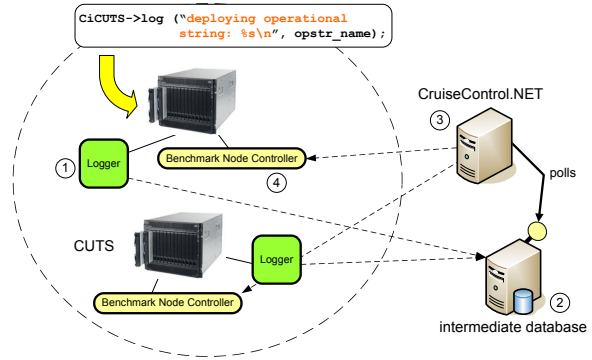 CiCUTS->log (“deploying operational
string: %s\n”, opstr_name);
CruiseControl.NET
3
1
Logger
Benchmark Node Controller
4
polls
CUTS
Logger
Benchmark Node Controller
2
intermediate database